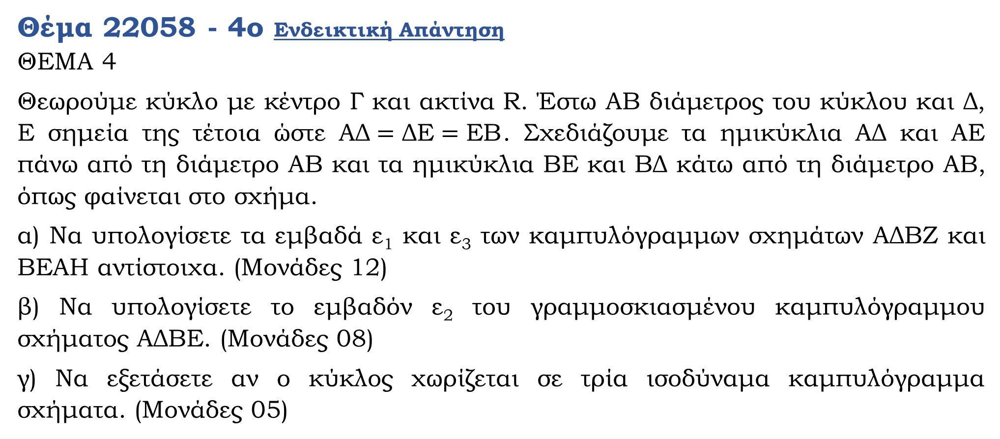 Θέμα 22058 - 4ο Ενδεικτική Απάντηση
ΘΕΜΑ 4
Θεωρούμε κύκλο με κέντρο Γ και ακτίνα R. Έστω ΑΒ διάμετρος του κύκλου και Δ,
Ε σημεία της τέτοια ώστε ΑΔ = ΔΕ = ΕΒ. Σχεδιάζουμε τα ημικύκλια ΑΔ και ΑΕ
πάνω από τη διάμετρο ΑΒ και τα ημικύκλια ΒΕ και ΒΔ κάτω από τη διάμετρο ΑΒ,
όπως φαίνεται στο σχήμα.
α) Να υπολογίσετε τα εμβαδά ε₁ και ε₃ των καμπυλόγραμμων σχημάτων ΑΔΒΖ και
ΒΕΑΗ αντίστοιχα. (Μονάδες 12)
β) Να υπολογίσετε το εμβαδόν ε₂ του γραμμοσκιασμένου καμπυλόγραμμου
σχήματος ΑΔΒΕ. (Μονάδες 08)
γ) Να εξετάσετε αν ο κύκλος χωρίζεται σε τρία ισοδύναμα καμπυλόγραμμα
σχήματα. (Μονάδες 05)